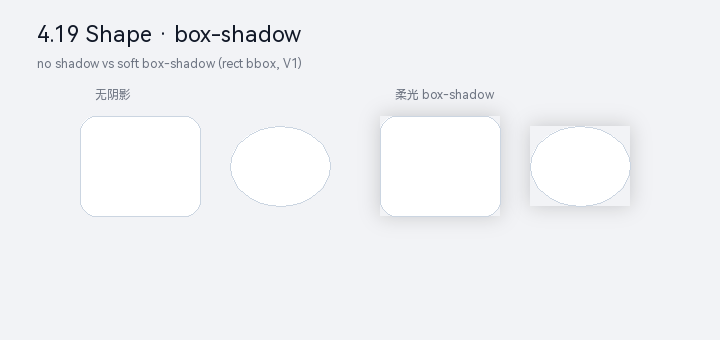 4.19 Shape · box-shadow
no shadow vs soft box-shadow (rect bbox, V1)
无阴影
柔光 box-shadow